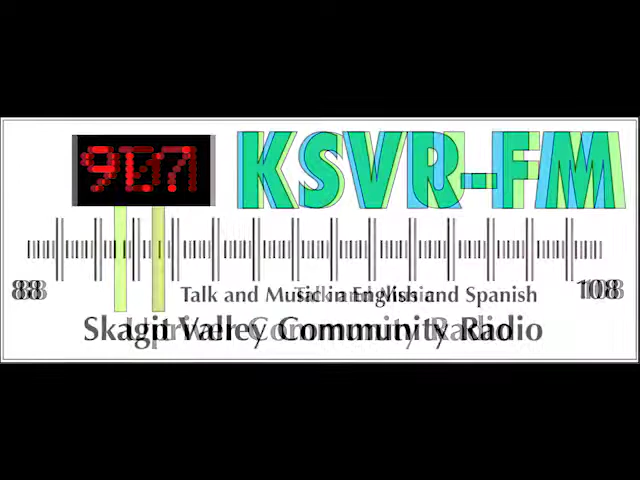 91.7 KSVR-FM
88 108
Talk and Music in English and Spanish
Skagit Valley Community Radio